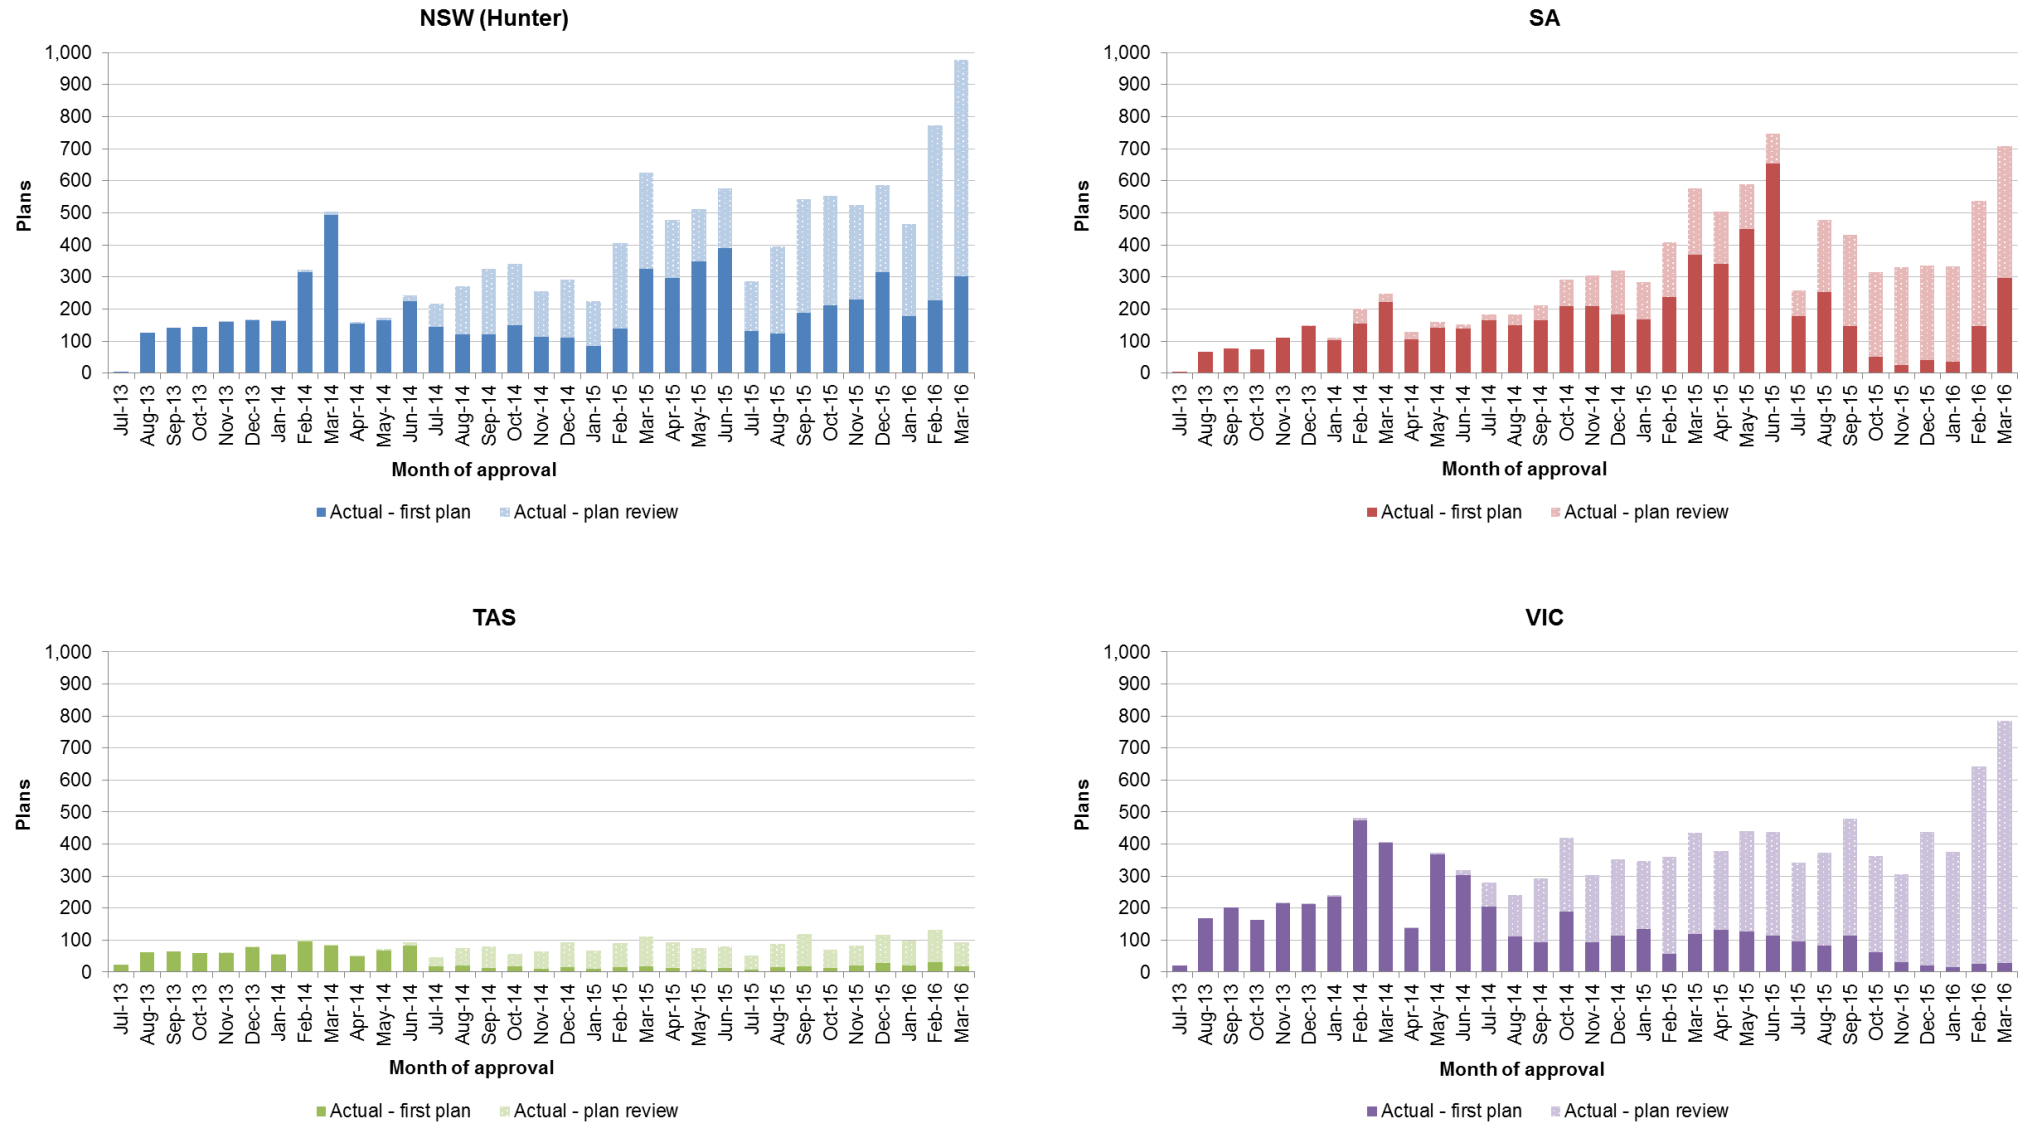 NSW (Hunter)
1,000
900
800
700
600
500
400
300
200
100
0
Plans
Jul-13
Aug-13
Sep-13
Oct-13
Nov-13
Dec-13
Jan-14
Feb-14
Mar-14
Apr-14
May-14
Jun-14
Jul-14
Aug-14
Sep-14
Oct-14
Nov-14
Dec-14
Jan-15
Feb-15
Mar-15
Apr-15
May-15
Jun-15
Jul-15
Aug-15
Sep-15
Oct-15
Nov-15
Dec-15
Jan-16
Feb-16
Mar-16
Month of approval
Actual - first plan Actual - plan review
SA
1,000
900
800
700
600
500
400
300
200
100
0
Plans
Jul-13
Aug-13
Sep-13
Oct-13
Nov-13
Dec-13
Jan-14
Feb-14
Mar-14
Apr-14
May-14
Jun-14
Jul-14
Aug-14
Sep-14
Oct-14
Nov-14
Dec-14
Jan-15
Feb-15
Mar-15
Apr-15
May-15
Jun-15
Jul-15
Aug-15
Sep-15
Oct-15
Nov-15
Dec-15
Jan-16
Feb-16
Mar-16
Month of approval
Actual - first plan Actual - plan review
TAS
1,000
900
800
700
600
500
400
300
200
100
0
Plans
Jul-13
Aug-13
Sep-13
Oct-13
Nov-13
Dec-13
Jan-14
Feb-14
Mar-14
Apr-14
May-14
Jun-14
Jul-14
Aug-14
Sep-14
Oct-14
Nov-14
Dec-14
Jan-15
Feb-15
Mar-15
Apr-15
May-15
Jun-15
Jul-15
Aug-15
Sep-15
Oct-15
Nov-15
Dec-15
Jan-16
Feb-16
Mar-16
Month of approval
Actual - first plan Actual - plan review
VIC
1,000
900
800
700
600
500
400
300
200
100
0
Plans
Jul-13
Aug-13
Sep-13
Oct-13
Nov-13
Dec-13
Jan-14
Feb-14
Mar-14
Apr-14
May-14
Jun-14
Jul-14
Aug-14
Sep-14
Oct-14
Nov-14
Dec-14
Jan-15
Feb-15
Mar-15
Apr-15
May-15
Jun-15
Jul-15
Aug-15
Sep-15
Oct-15
Nov-15
Dec-15
Jan-16
Feb-16
Mar-16
Month of approval
Actual - first plan Actual - plan review